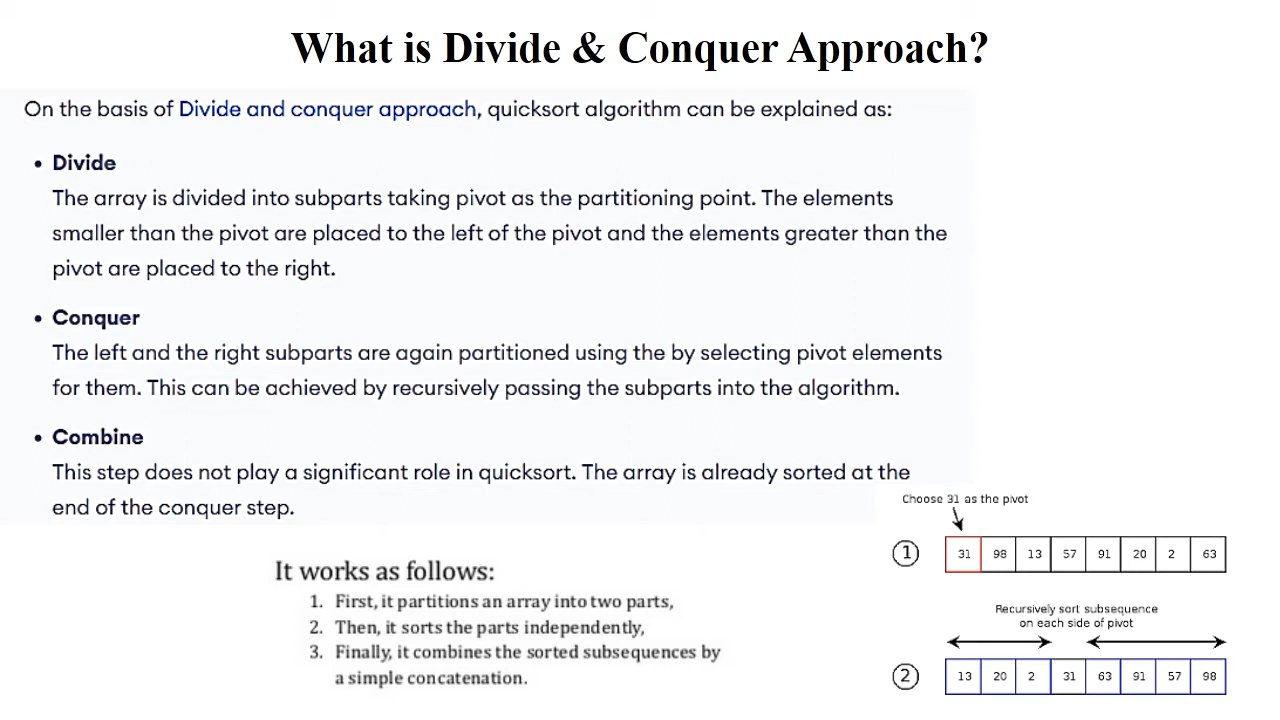 What is Divide & Conquer Approach?
On the basis of Divide and conquer approach, quicksort algorithm can be explained as:
• Divide
The array is divided into subparts taking pivot as the partitioning point. The elements
smaller than the pivot are placed to the left of the pivot and the elements greater than the
pivot are placed to the right.
• Conquer
The left and the right subparts are again partitioned using the by selecting pivot elements
for them. This can be achieved by recursively passing the subparts into the algorithm.
• Combine
This step does not play a significant role in quicksort. The array is already sorted at the
end of the conquer step.
It works as follows:
1. First, it partitions an array into two parts,
2. Then, it sorts the parts independently,
3. Finally, it combines the sorted subsequences by
a simple concatenation.
Choose 31 as the pivot
1 31 98 13 57 91 20 2 63
Recursively sort subsequence
on each side of pivot
2 13 20 2 31 63 91 57 98